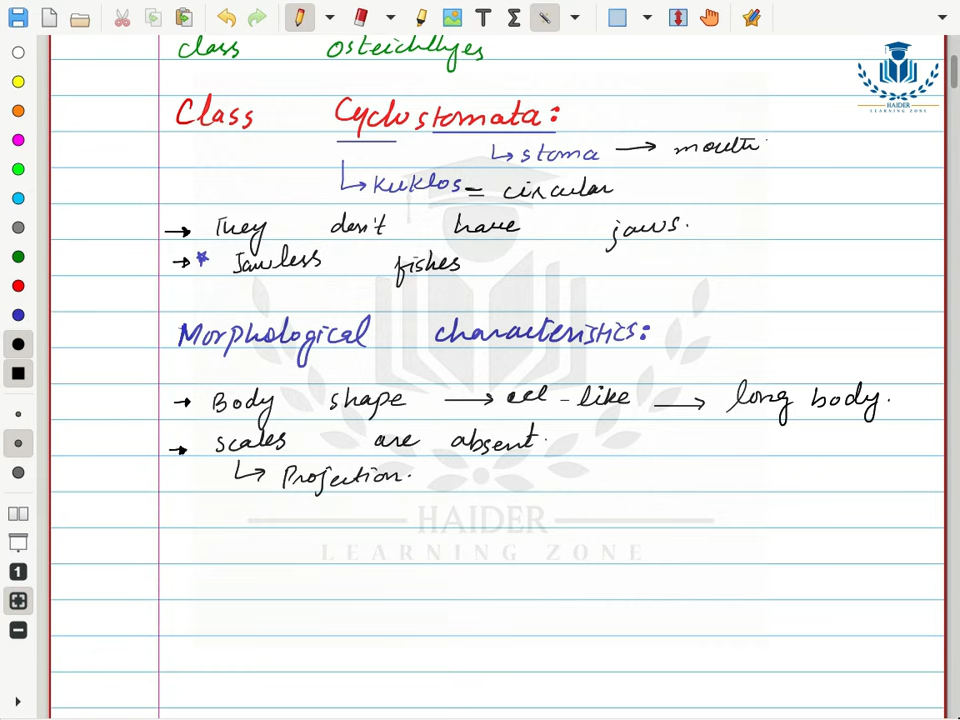 class Osteichthyes
HAIDER
LEARNING ZONE
Class Cyclostomata:
↳ stoma → mouth
↳ Kuklos = circular
→ They don't have jaws.
→ * Jawless fishes
Morphological characteristics:
→ Body shape → eel-like → long body.
→ scales are absent.
↳ Projection.
HAIDER
LEARNING ZONE
1